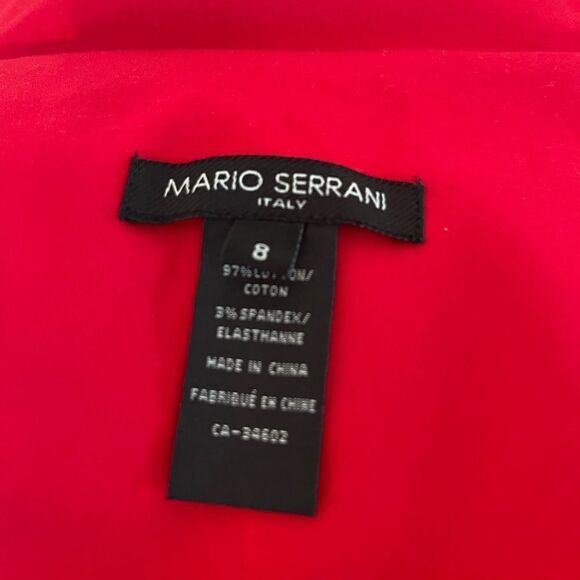 MARIO SERRANI
ITALY
8
97% COTTON/
COTON
3% SPANDEX/
ELASTHANNE
MADE IN CHINA
FABRIQUÉ EN CHINE
CA-34602